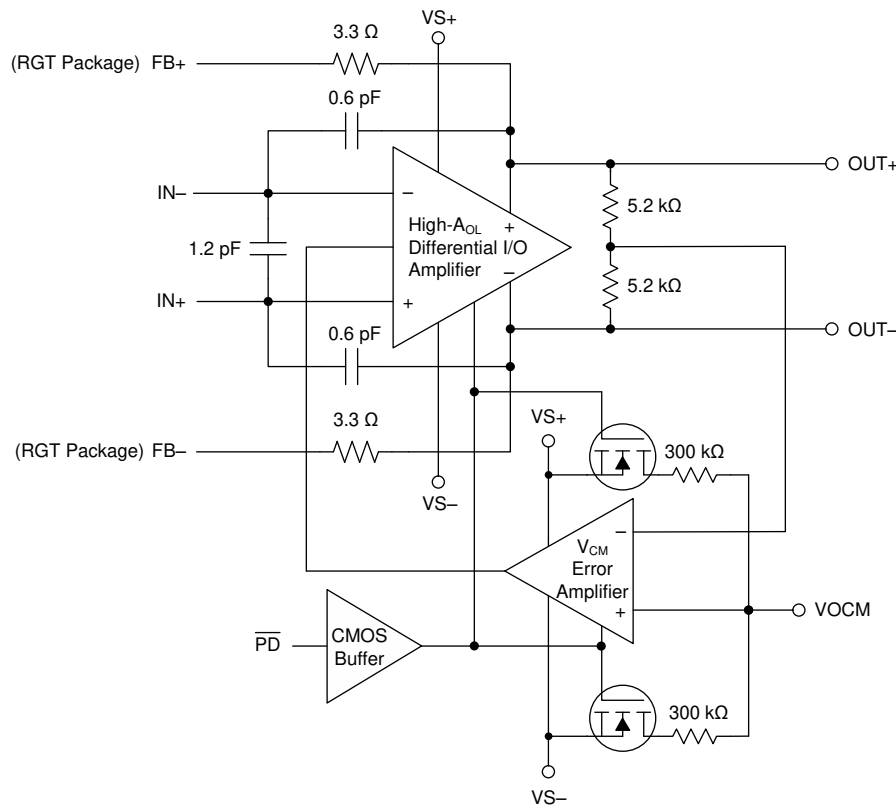 VS+
3.3 Ω
(RGT Package) FB+
0.6 pF
OUT+
IN–
–
5.2 kΩ
High-AOL
+
Differential I/O
1.2 pF
Amplifier
–
5.2 kΩ
IN+
+
0.6 pF
OUT–
3.3 Ω
VS+
300 kΩ
(RGT Package) FB–
VS–
–
VCM
Error
Amplifier
+
VOCM
PD
CMOS
Buffer
300 kΩ
VS–